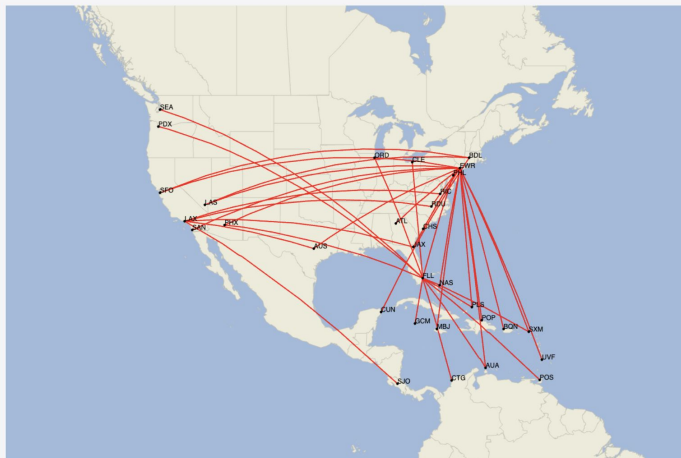 SEA
PDX
ORD
CLE
BDL
EWR
PHL
SFO
LAS
RIC
RDU
LAX
SAN
PHX
ATL
CHS
AUS
JAX
FLL
NAS
CUN
GCM
MBJ
PLS
POP
BQN
SXM
UVF
AUA
SJO
CTG
POS